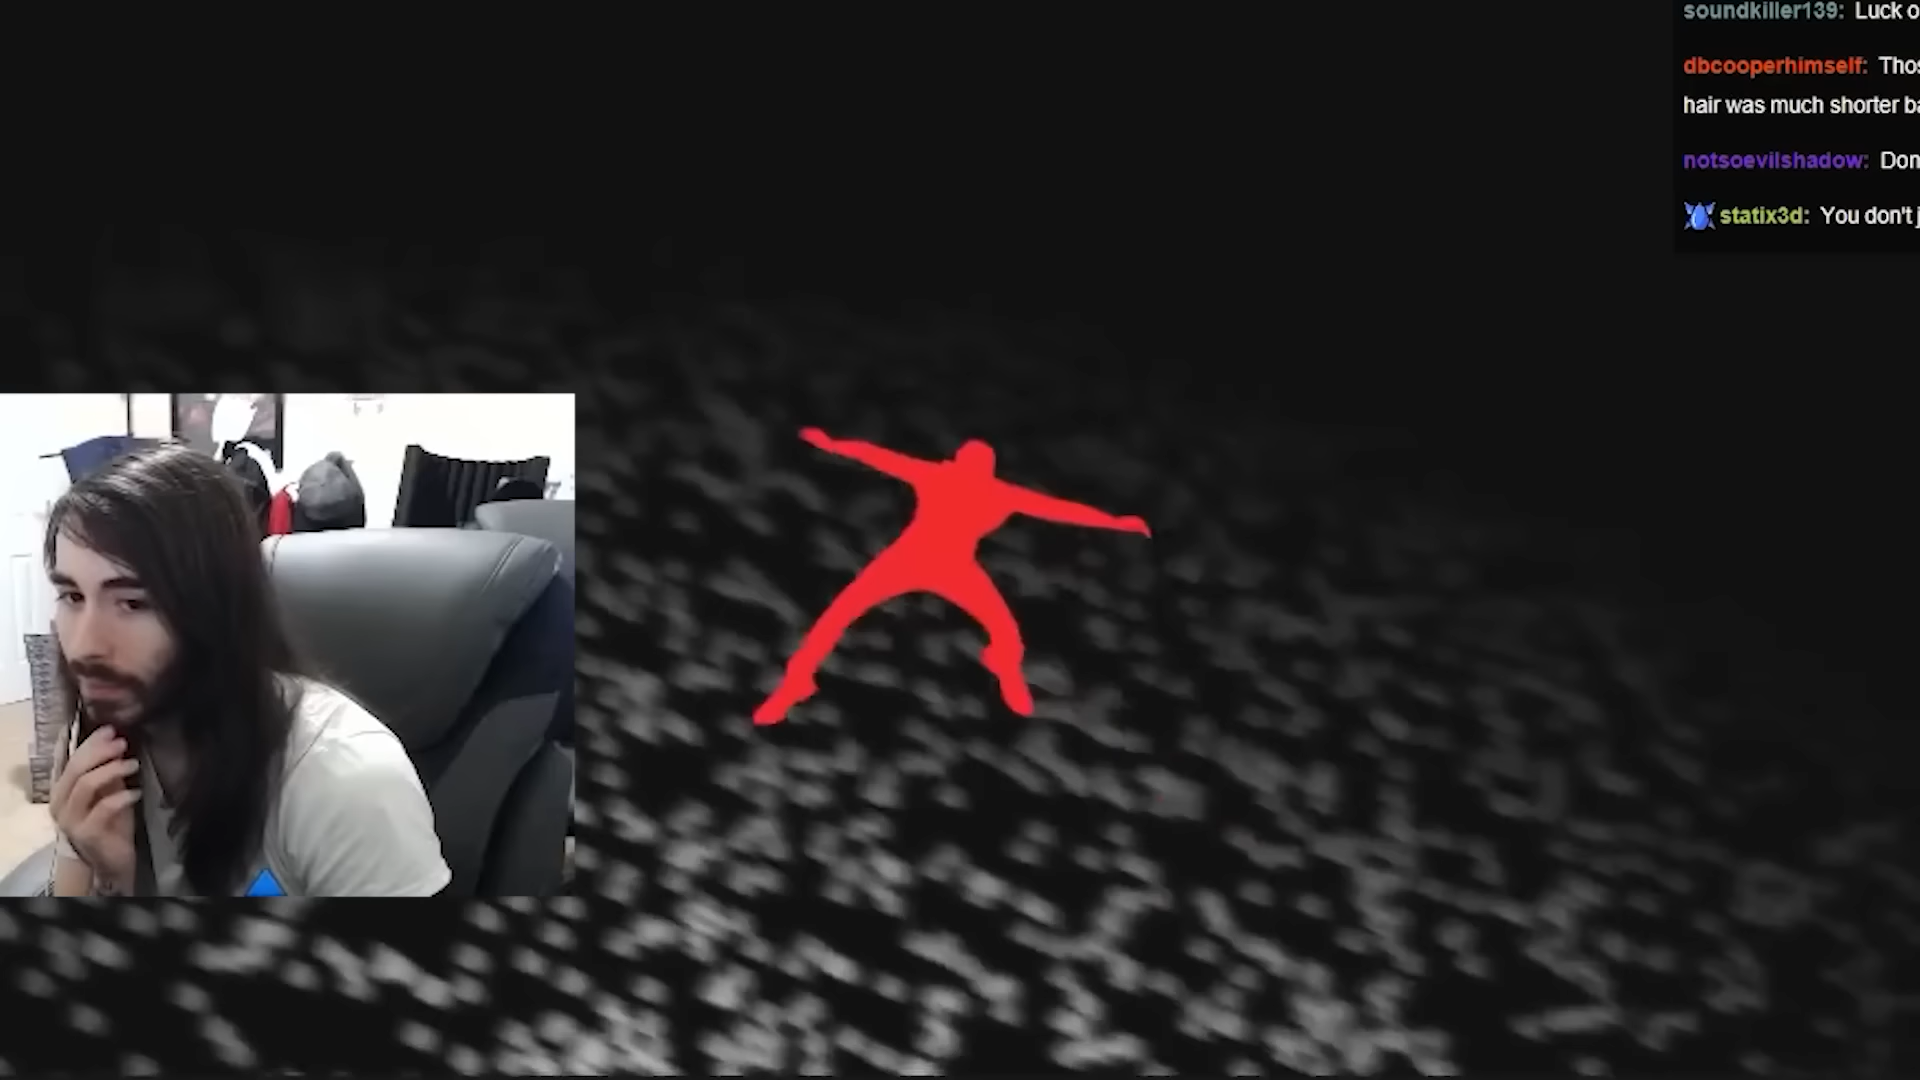 soundkiller139: Luck o
dbcooperhimself: Thos
hair was much shorter ba
notsoevilshadow: Don
statix3d: You don't j